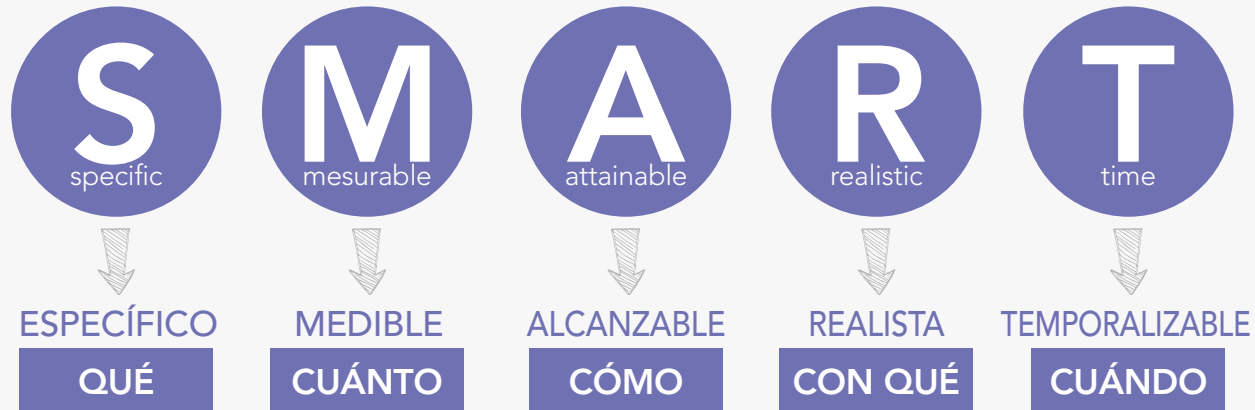 S M A R T
specific mesurable attainable realistic time
ESPECÍFICO MEDIBLE ALCANZABLE REALISTA TEMPORALIZABLE
QUÉ CUÁNTO CÓMO CON QUÉ CUÁNDO